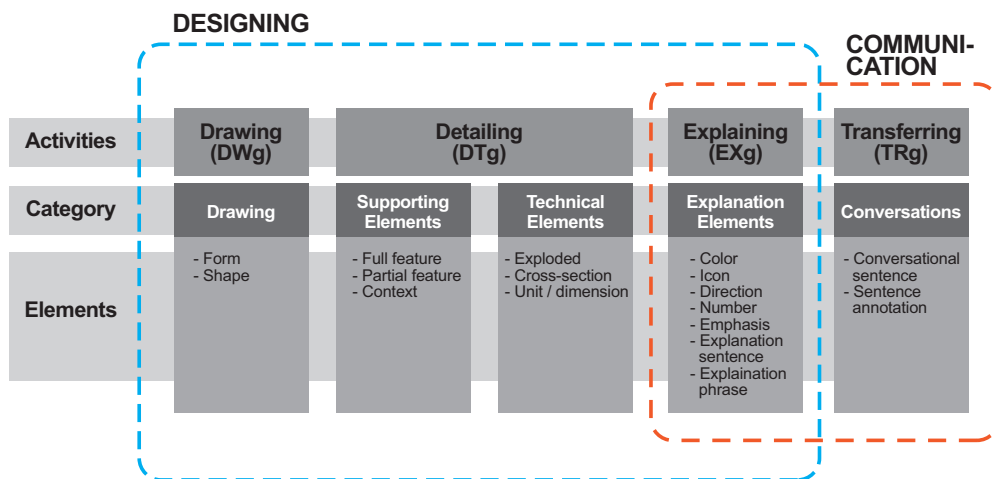 DESIGNING
COMMUNI-
CATION
Activities
Drawing
(DWg)
Detailing
(DTg)
Explaining
(EXg)
Transferring
(TRg)
Category
Drawing
Supporting
Elements
Technical
Elements
Explanation
Elements
Conversations
Elements
- Form
- Shape
- Full feature
- Partial feature
- Context
- Exploded
- Cross-section
- Unit / dimension
- Color
- Icon
- Direction
- Number
- Emphasis
- Explanation
sentence
- Explaination
phrase
- Conversational
sentence
- Sentence
annotation